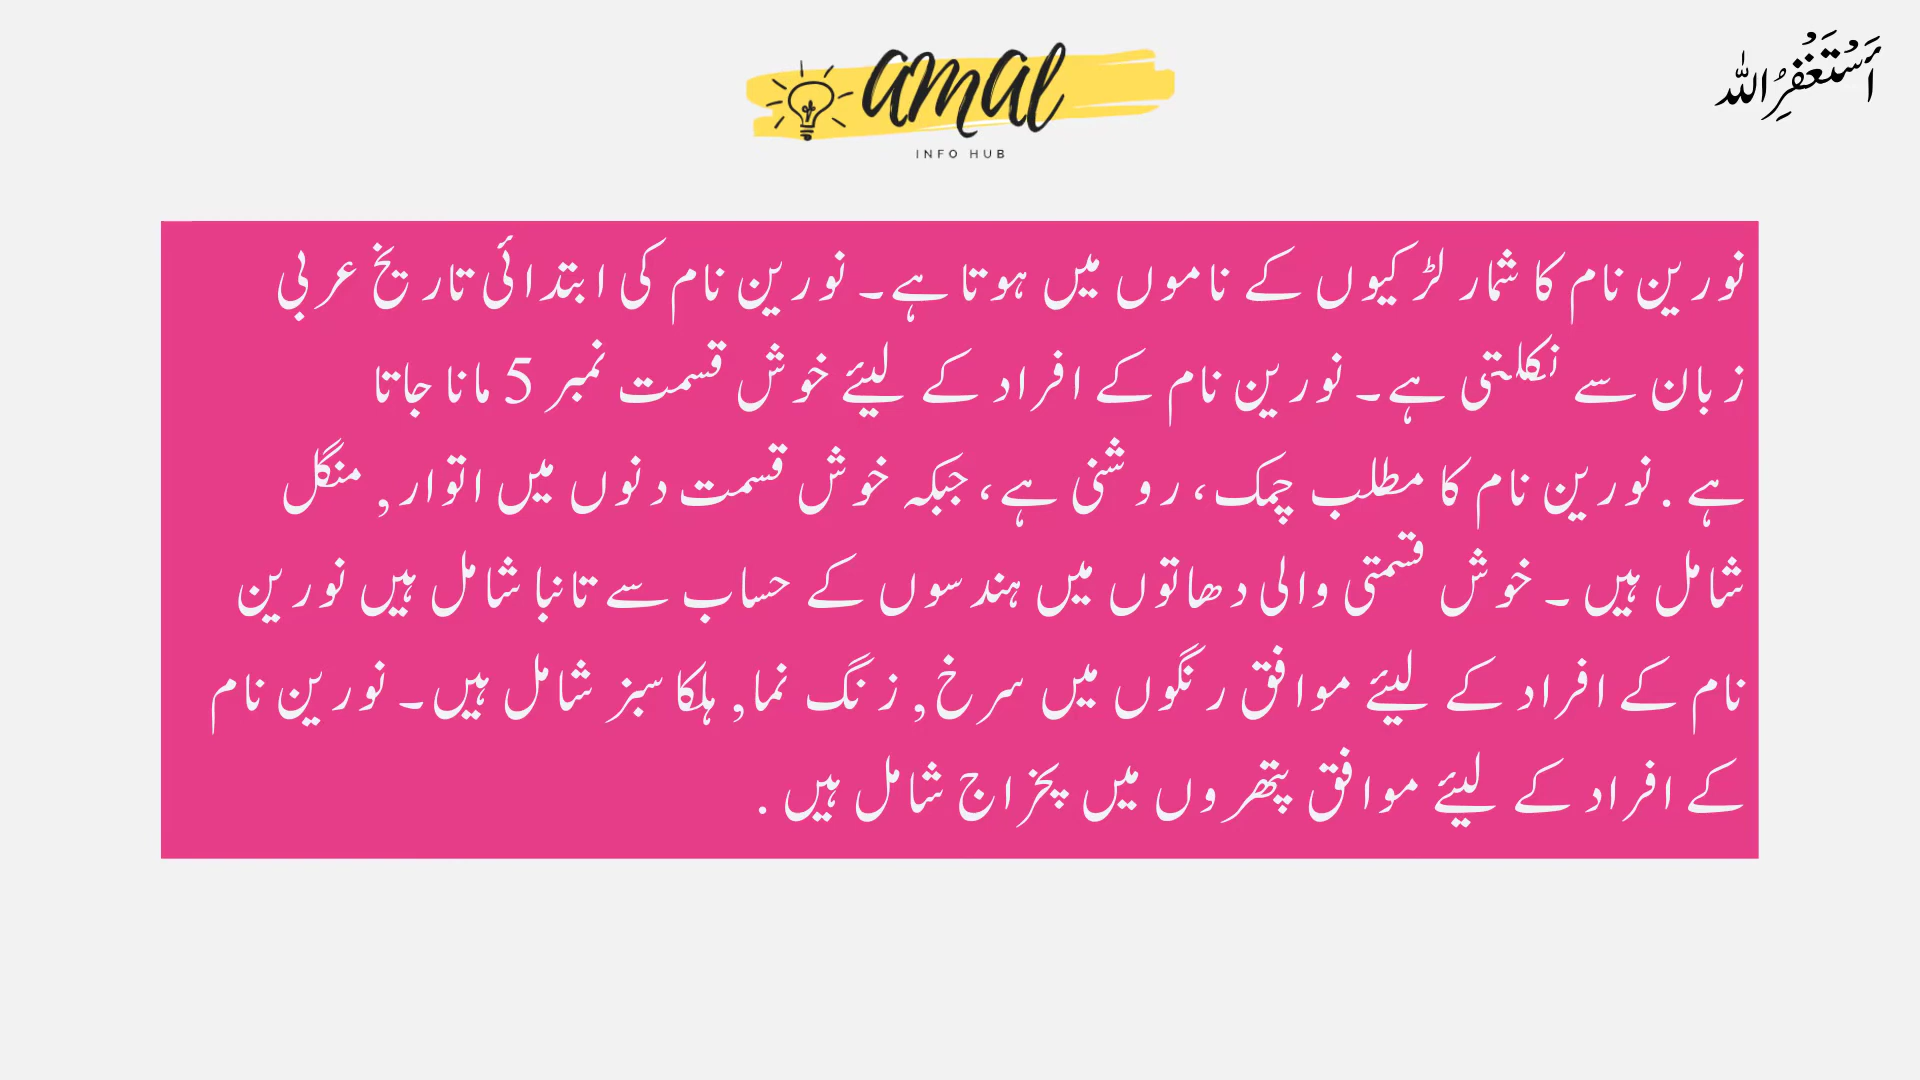 amal
INFO HUB
أَسْتَغْفِرُ اللّٰه
نورین نام کا شمار لڑکیوں کے ناموں میں ہوتا ہے۔ نورین نام کی ابتدائی تاریخ عربی
زبان سے نکلتی ہے۔ نورین نام کے افراد کے لیئے خوش قسمت نمبر 5 مانا جاتا
ہے .نورین نام کا مطلب چمک، روشنی ہے، جبکہ خوش قسمت دنوں میں اتوار, منگل
شامل ہیں۔ خوش قسمتی والی دھاتوں میں ہندسوں کے حساب سے تانبا شامل ہیں نورین
نام کے افراد کے لیئے موافق رنگوں میں سرخ, زنگ نما, ہلکا سبز شامل ہیں۔ نورین نام
کے افراد کے لیئے موافق پتھروں میں پخراج شامل ہیں .